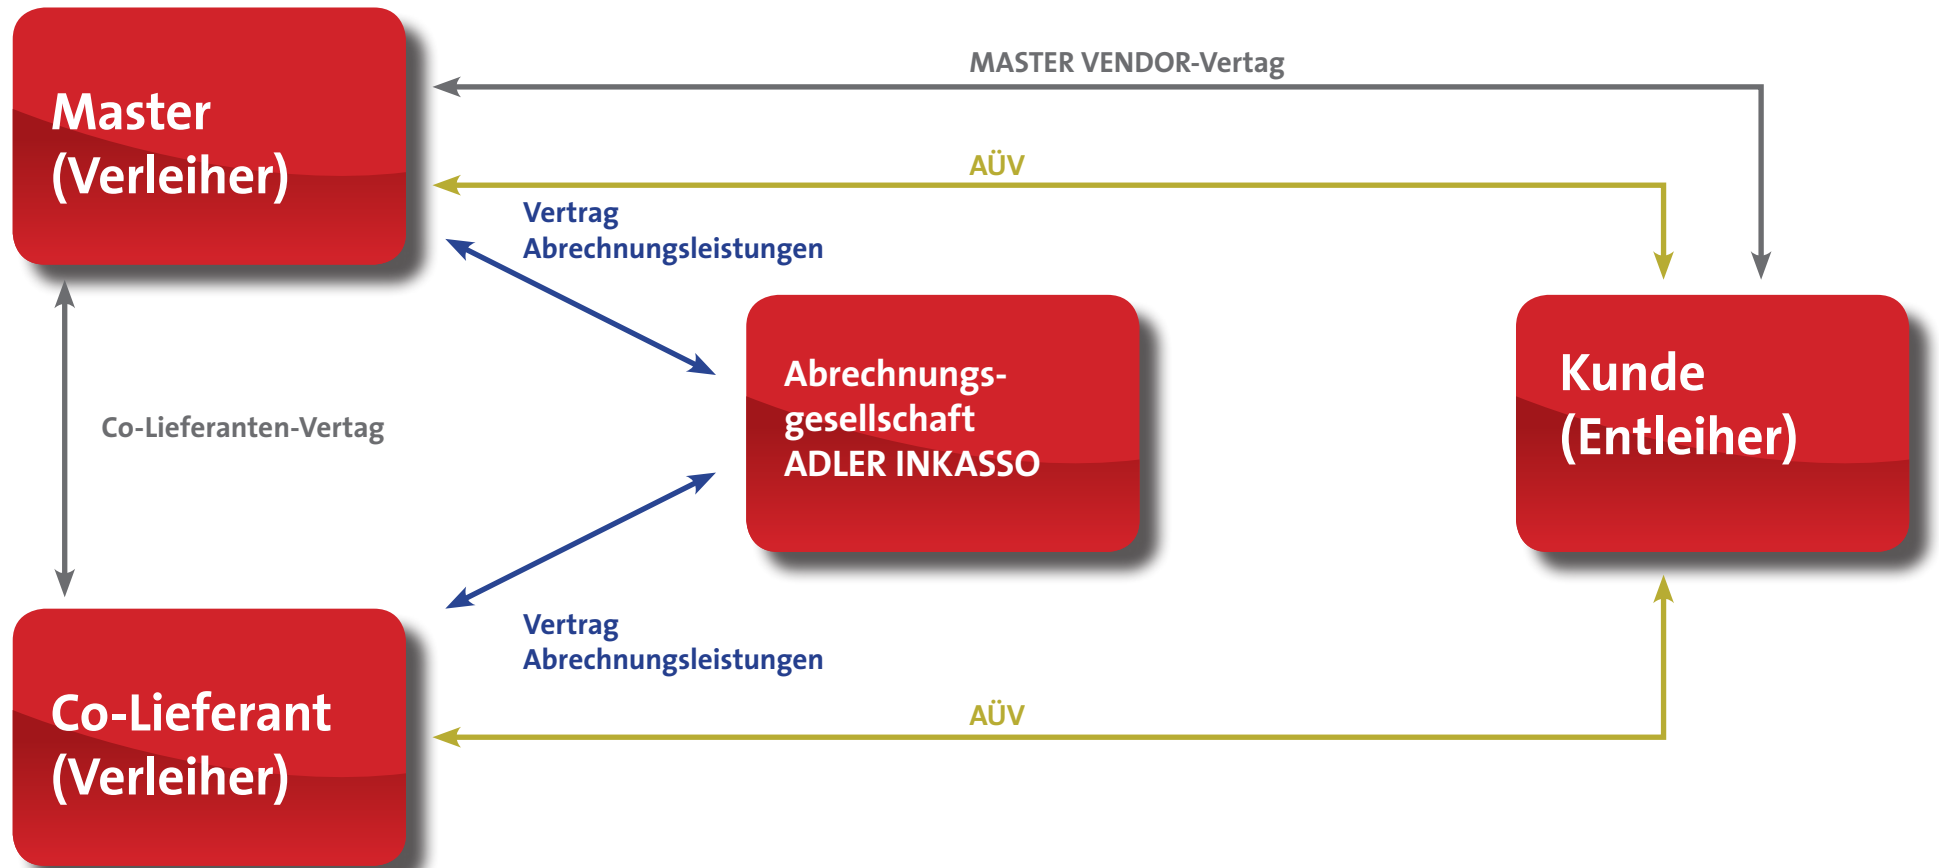 MASTER VENDOR-Vertag
Master
(Verleiher)
AÜV
Vertrag
Abrechnungsleistungen
Abrechnungs-
gesellschaft
ADLER INKASSO
Kunde
(Entleiher)
Co-Lieferanten-Vertag
Vertrag
Abrechnungsleistungen
Co-Lieferant
(Verleiher)
AÜV